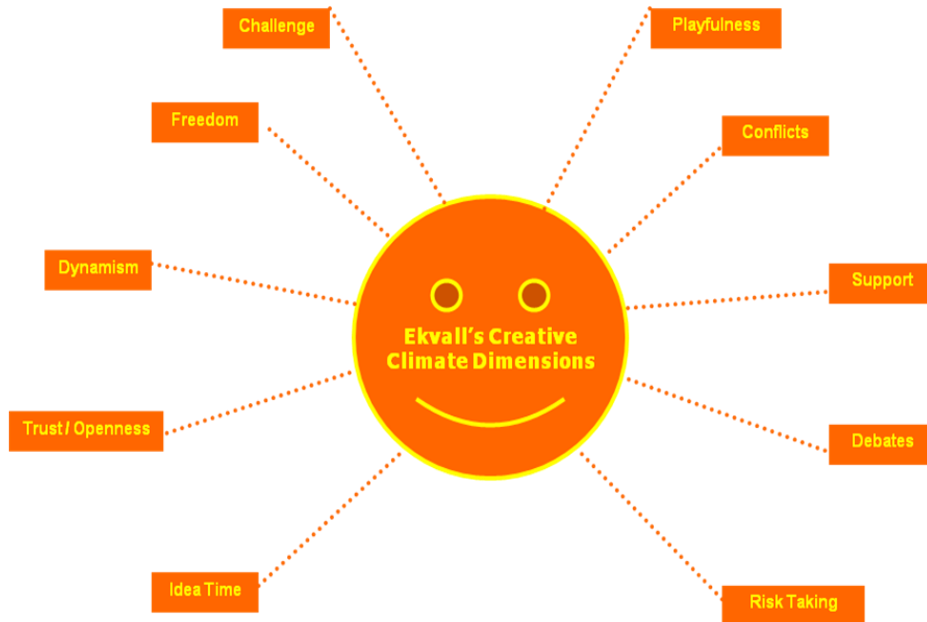 Challenge
Playfulness
Freedom
Conflicts
Dynamism
Support
Ekvall's Creative
Climate Dimensions
Trust / Openness
Debates
Idea Time
Risk Taking